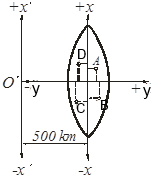 +x′ +x
D A
O′
-y +y
C B
500 km
-x′ -x